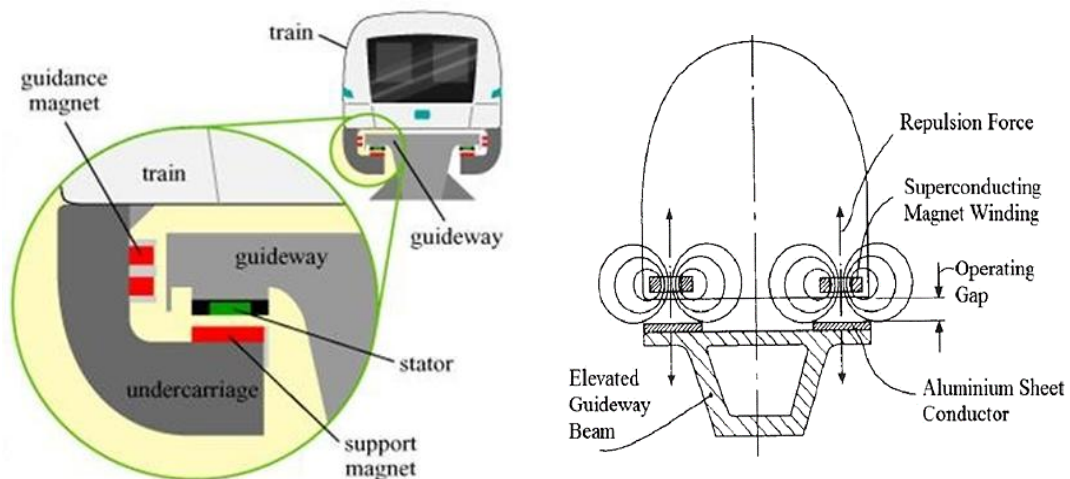 train
guidance
magnet
train
guideway
guideway
stator
undercarriage
support
magnet
Repulsion Force
Superconducting
Magnet Winding
Operating
Gap
Elevated
Guideway
Beam
Aluminium Sheet
Conductor